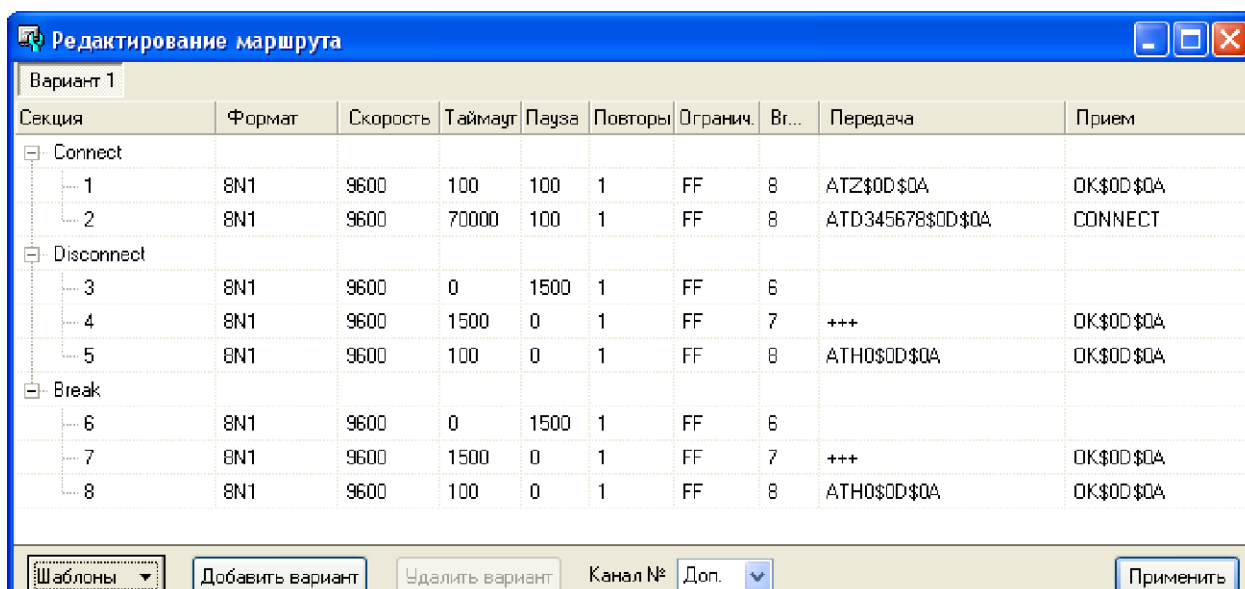 Редактирование маршрута
Вариант 1
Секция Формат Скорость Таймаут Пауза Повторы Огранич. Br... Передача Прием
Connect
1 8N1 9600 100 100 1 FF 8 ATZ$0D$0A OK$0D$0A
2 8N1 9600 70000 100 1 FF 8 ATD345678$0D$0A CONNECT
Disconnect
3 8N1 9600 0 1500 1 FF 6
4 8N1 9600 1500 0 1 FF 7 +++ OK$0D$0A
5 8N1 9600 100 0 1 FF 8 ATH0$0D$0A OK$0D$0A
Break
6 8N1 9600 0 1500 1 FF 6
7 8N1 9600 1500 0 1 FF 7 +++ OK$0D$0A
8 8N1 9600 100 0 1 FF 8 ATH0$0D$0A OK$0D$0A
Шаблоны Добавить вариант Удалить вариант Канал № Доп. Применить